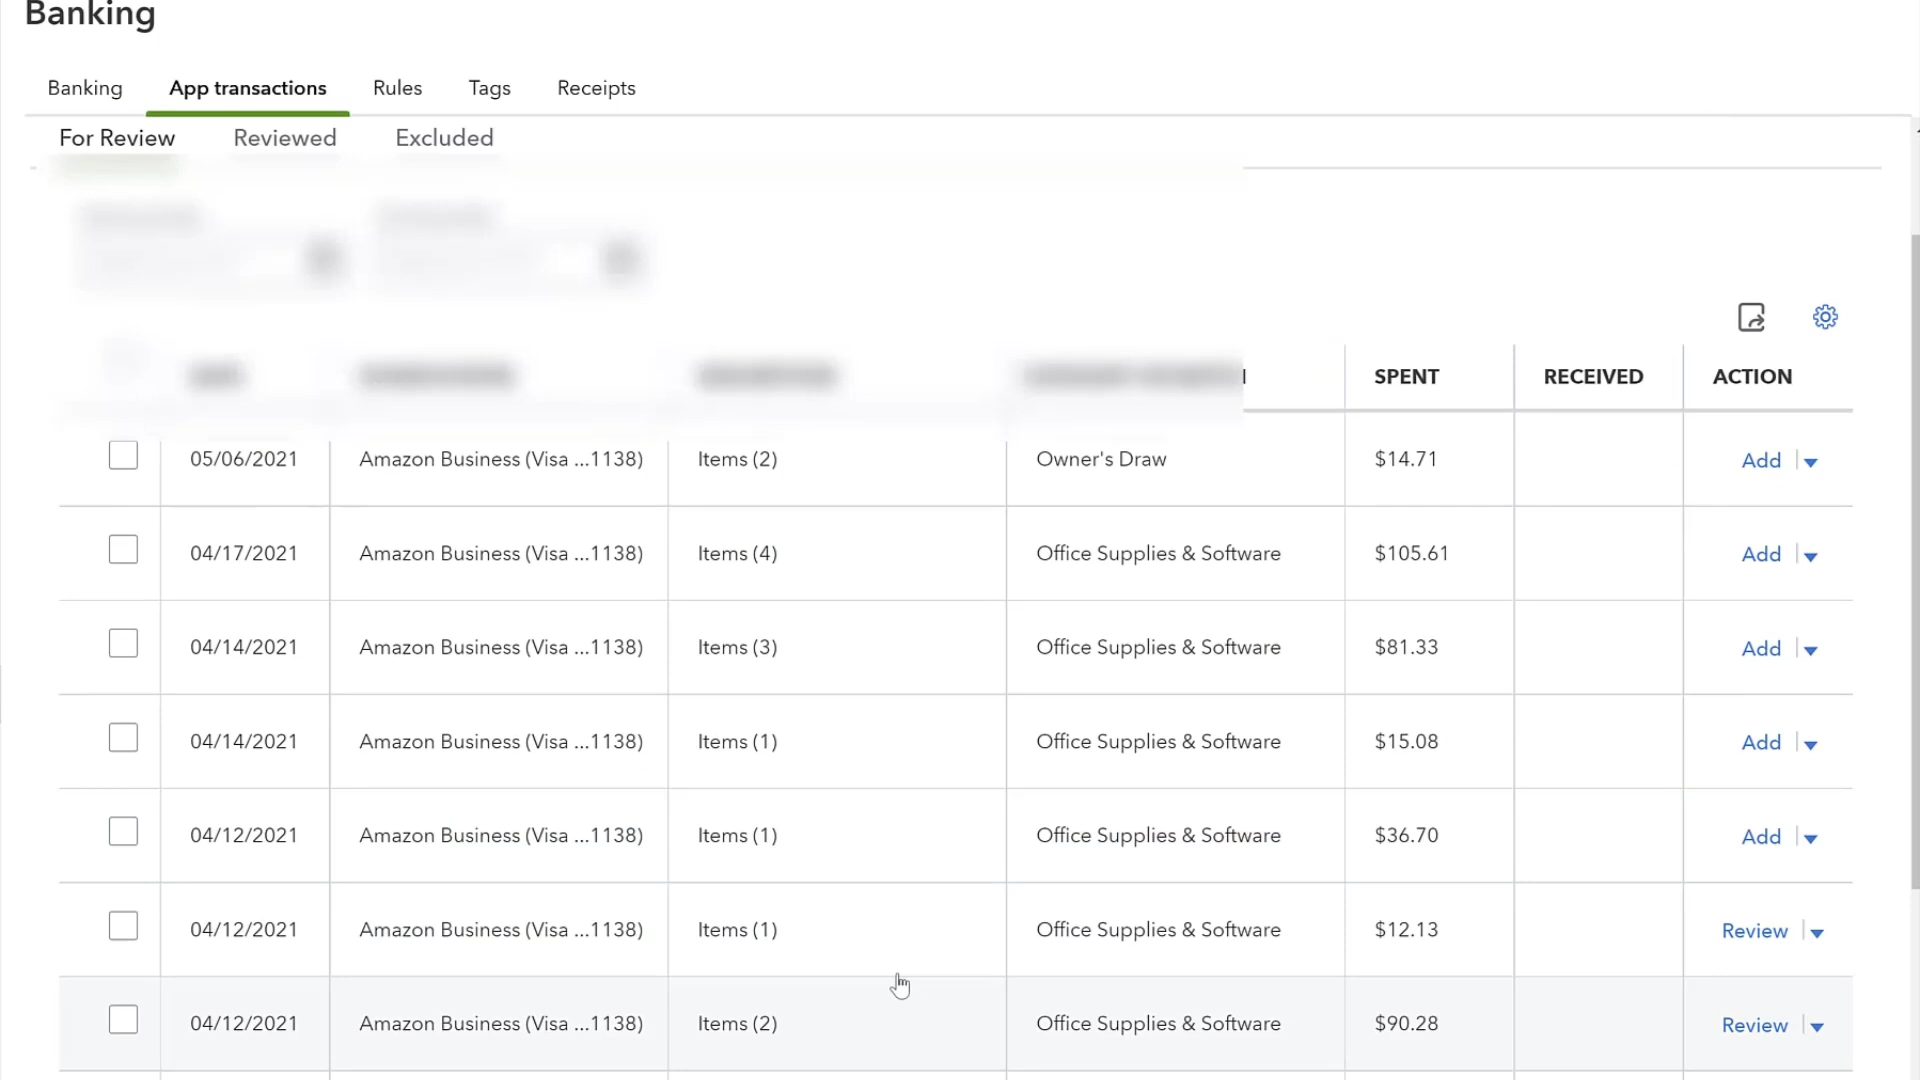 Banking
Banking App transactions Rules Tags Receipts
For Review Reviewed Excluded
SPENT RECEIVED ACTION
05/06/2021 Amazon Business (Visa ...1138) Items (2) Owner's Draw $14.71 Add
04/17/2021 Amazon Business (Visa ...1138) Items (4) Office Supplies & Software $105.61 Add
04/14/2021 Amazon Business (Visa ...1138) Items (3) Office Supplies & Software $81.33 Add
04/14/2021 Amazon Business (Visa ...1138) Items (1) Office Supplies & Software $15.08 Add
04/12/2021 Amazon Business (Visa ...1138) Items (1) Office Supplies & Software $36.70 Add
04/12/2021 Amazon Business (Visa ...1138) Items (1) Office Supplies & Software $12.13 Review
04/12/2021 Amazon Business (Visa ...1138) Items (2) Office Supplies & Software $90.28 Review